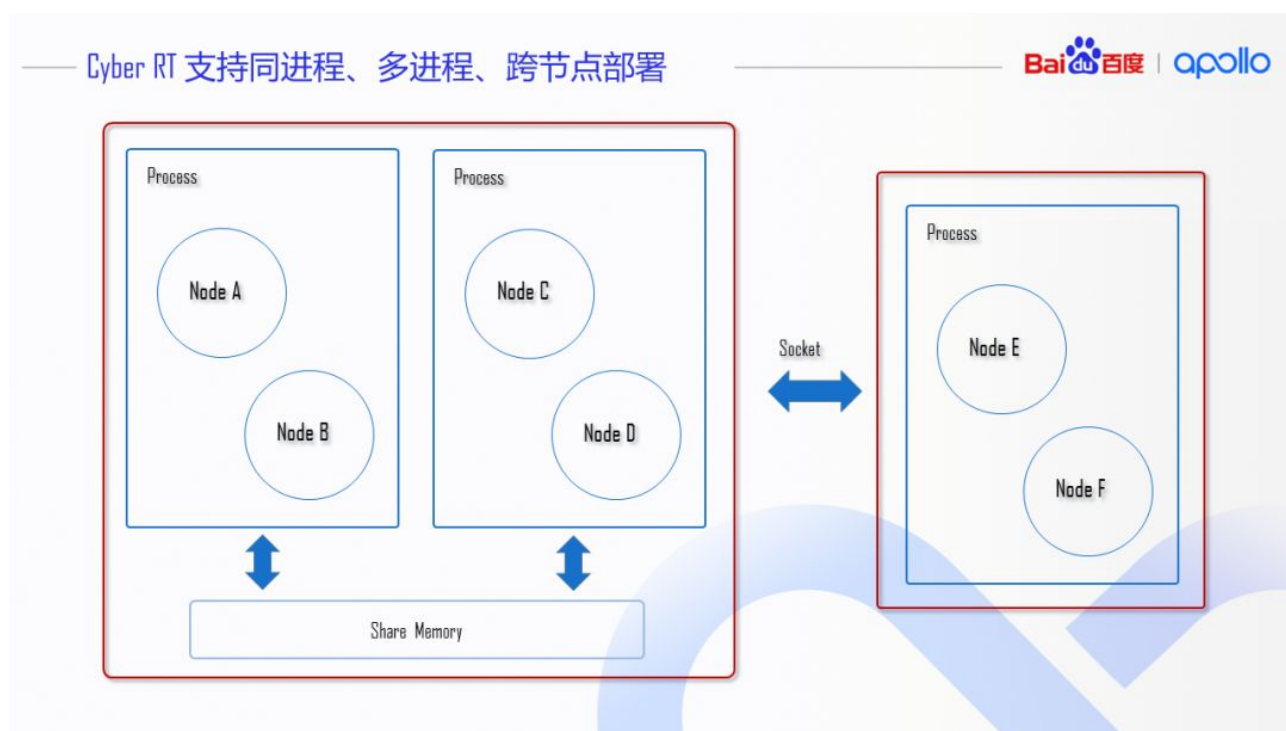 Cyber RT 支持同进程、多进程、跨节点部署
Bai du 百度 | apollo
Process
Node A
Node B
Process
Node C
Node D
Share Memory
Socket
Process
Node E
Node F